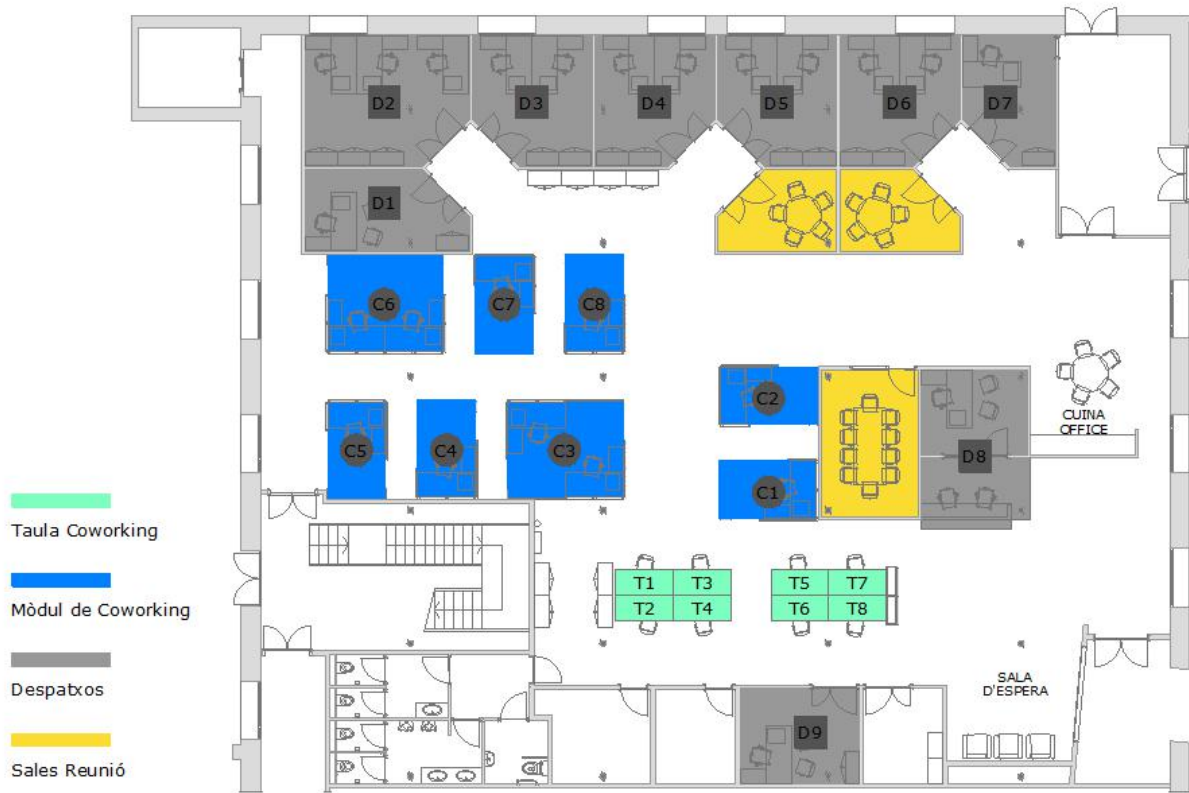 D2
D3
D4
D5
D6
D7
D1
C6
C7
C8
C2
CUINA
OFFICE
C5
C4
C3
D8
C1
Taula Coworking
T1
T3
T5
T7
T2
T4
T6
T8
Mòdul de Coworking
Despatxos
SALA
D'ESPERA
D9
Sales Reunió